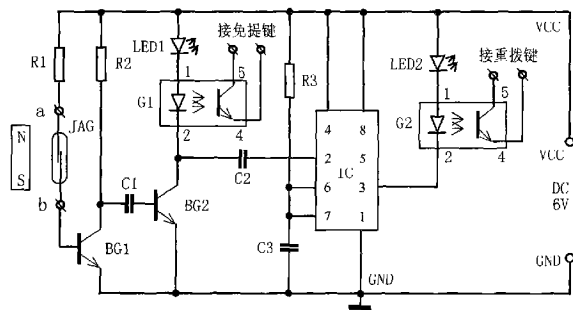 接免提键
接重拨键
VCC
LED1
LED2
R1
R2
R3
1
5
G1
2
4
1
5
G2
2
4
a
JAG
N
S
b
C1
C2
BG2
BG1
C3
4
8
2
5
IC
6
3
7
1
VCC
DC
6V
GND
GND